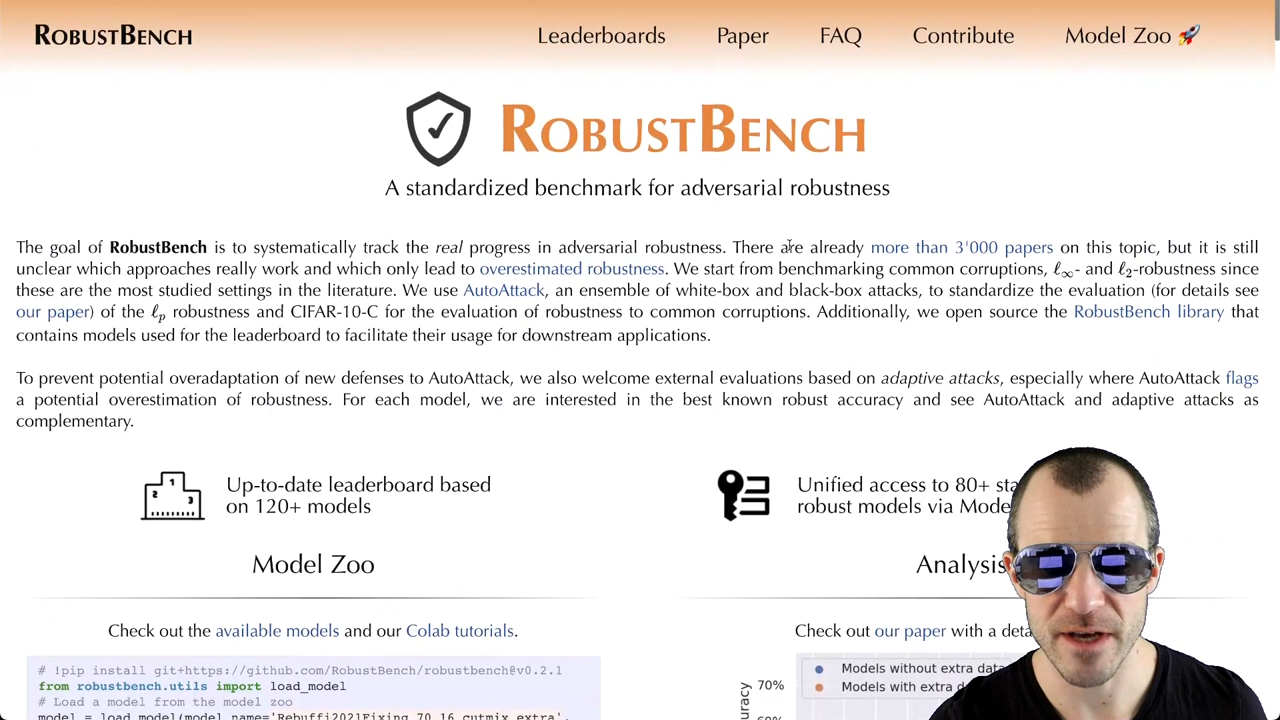 ROBUSTBENCH
Leaderboards Paper FAQ Contribute Model Zoo 🚀
ROBUSTBENCH
A standardized benchmark for adversarial robustness
The goal of RobustBench is to systematically track the real progress in adversarial robustness. There are already more than 3'000 papers on this topic, but it is still
unclear which approaches really work and which only lead to overestimated robustness. We start from benchmarking common corruptions, ℓ∞- and ℓ2-robustness since
these are the most studied settings in the literature. We use AutoAttack, an ensemble of white-box and black-box attacks, to standardize the evaluation (for details see
our paper) of the ℓp robustness and CIFAR-10-C for the evaluation of robustness to common corruptions. Additionally, we open source the RobustBench library that
contains models used for the leaderboard to facilitate their usage for downstream applications.
To prevent potential overadaptation of new defenses to AutoAttack, we also welcome external evaluations based on adaptive attacks, especially where AutoAttack flags
a potential overestimation of robustness. For each model, we are interested in the best known robust accuracy and see AutoAttack and adaptive attacks as
complementary.
1
2
3
Up-to-date leaderboard based
on 120+ models
Unified access to 80+ sta
robust models via Mode
Model Zoo
Analysis
Check out the available models and our Colab tutorials.
Check out our paper with a deta
# !pip install git+https://github.com/RobustBench/robustbench@v0.2.1
from robustbench.utils import load_model
# Load a model from the model zoo
model = load_model(model_name='Rebuffi2021Fixing_70_16_cutmix_extra',
Models without extra data
Models with extra d
70%